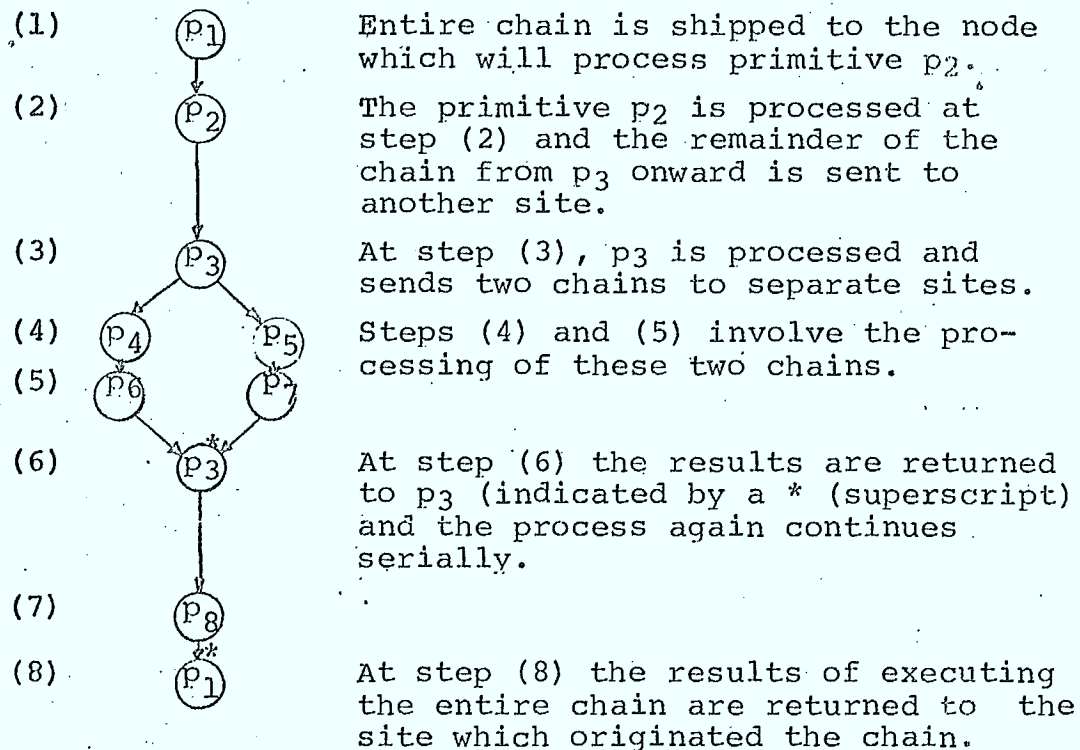 (1) p1 Entire chain is shipped to the node
which will process primitive p2.
(2) p2 The primitive p2 is processed at
step (2) and the remainder of the
chain from p3 onward is sent to
another site.
(3) p3 At step (3), p3 is processed and
sends two chains to separate sites.
(4) p4 p5 Steps (4) and (5) involve the pro-
cessing of these two chains.
(5) p6 p7
(6) p3* At step (6) the results are returned
to p3 (indicated by a * (superscript)
and the process again continues
serially.
(7) p8
(8) p1* At step (8) the results of executing
the entire chain are returned to the
site which originated the chain.